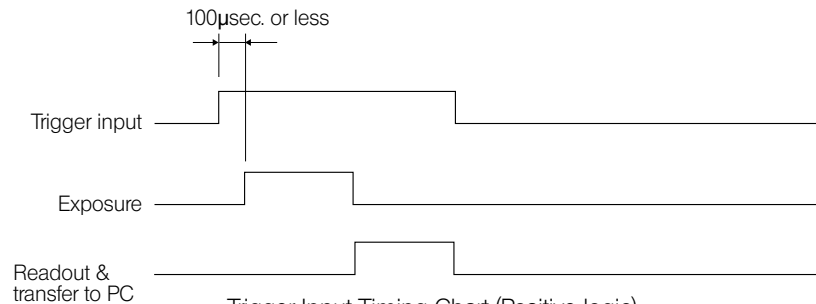 100µsec. or less
Trigger input
Exposure
Readout &
transfer to PC
Trigger Input Timing Chart (Positive logic)